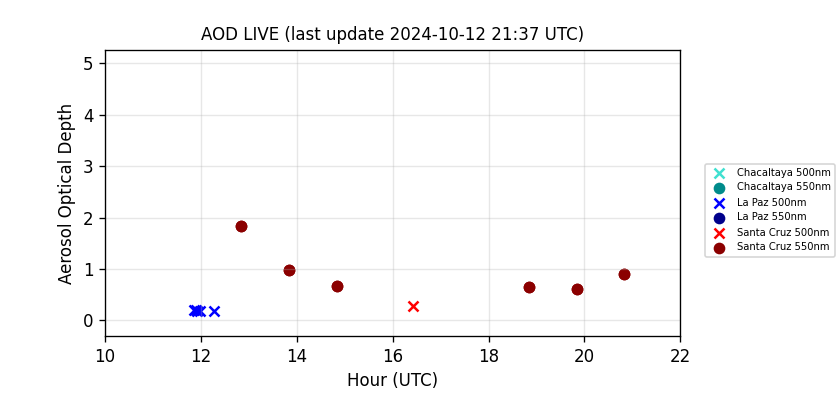 AOD LIVE (last update 2024-10-12 21:37 UTC)
Aerosol Optical Depth
5
4
3
2
1
0
10 12 14 16 18 20 22
Hour (UTC)
Chacaltaya 500nm
Chacaltaya 550nm
La Paz 500nm
La Paz 550nm
Santa Cruz 500nm
Santa Cruz 550nm